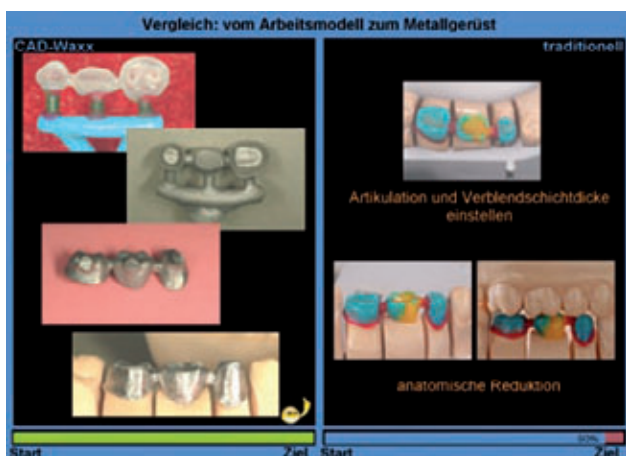 Vergleich: vom Arbeitsmodell zum Metallgerüst
CAD-Waxx
traditionell
Artikulation und Verblendschichtdicke
einstellen
anatomische Reduktion
Start
Ziel
Start
Ziel